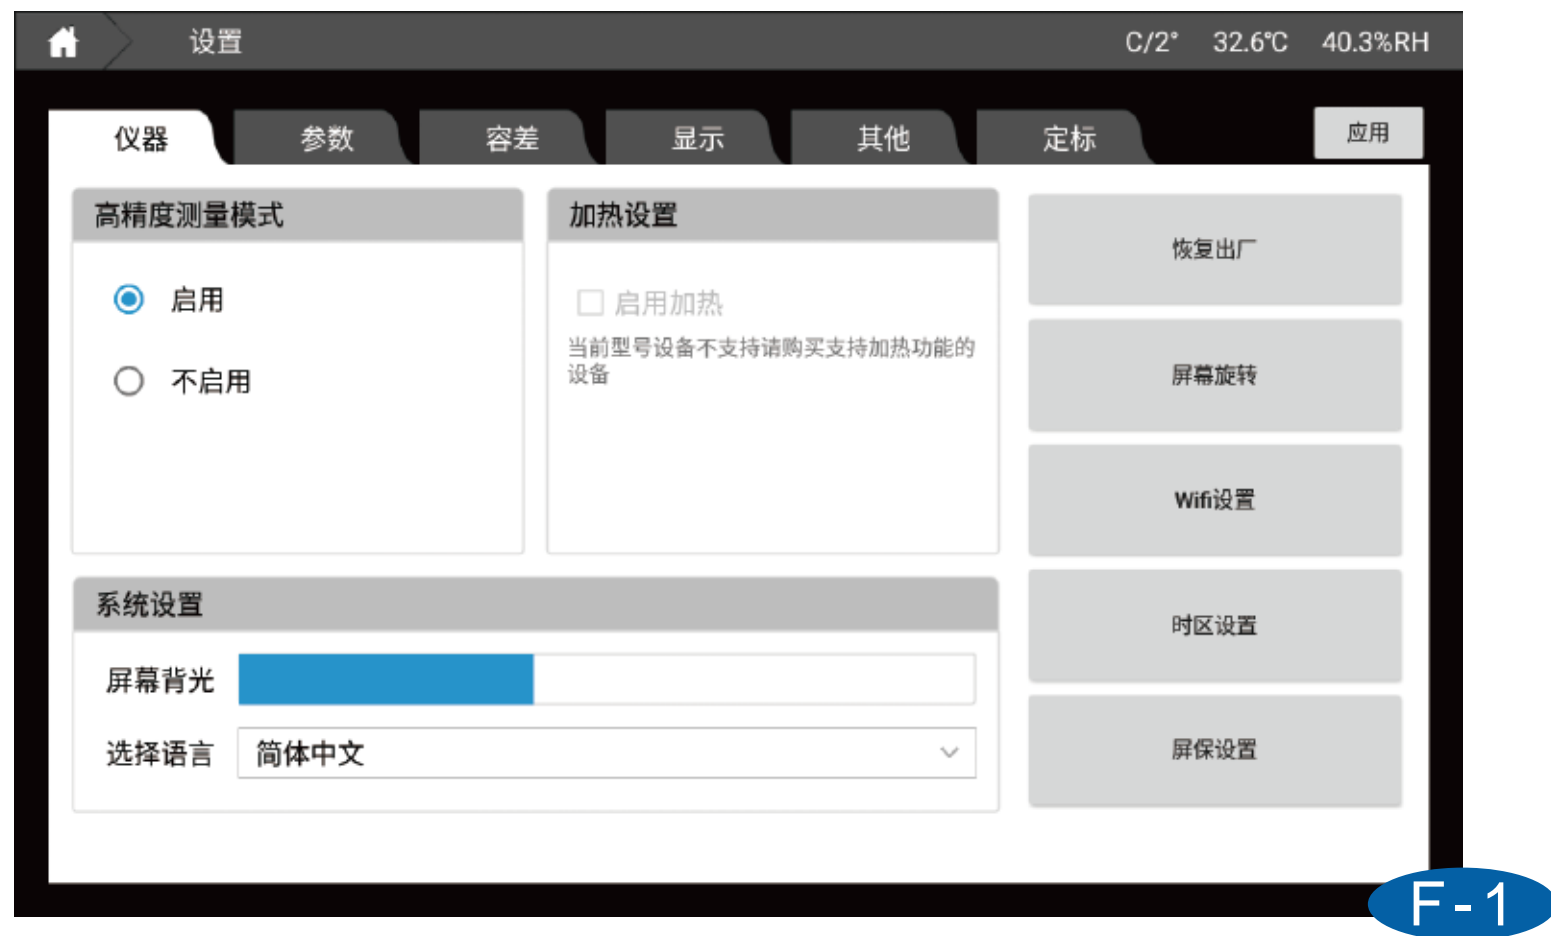 设置
C/2° 32.6℃ 40.3%RH
仪器 参数 容差 显示 其他 定标 应用
高精度测量模式
启用
不启用
加热设置
启用加热
当前型号设备不支持请购买支持加热功能的
设备
系统设置
屏幕背光
选择语言 简体中文
恢复出厂
屏幕旋转
Wifi设置
时区设置
屏保设置
F-1